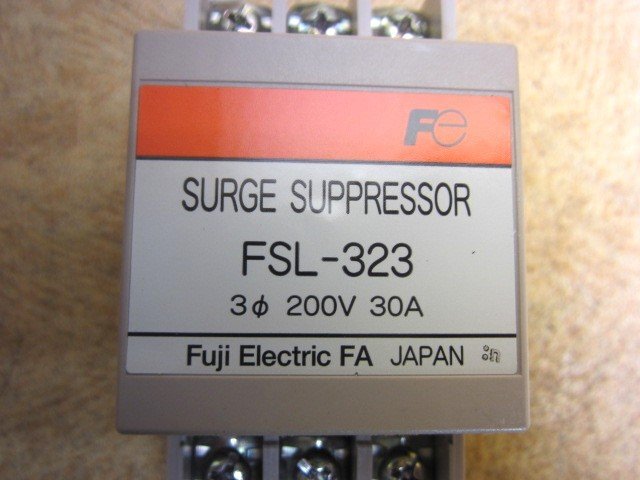 Fe
SURGE SUPPRESSOR
FSL-323
3φ 200V 30A
Fuji Electric FA JAPAN